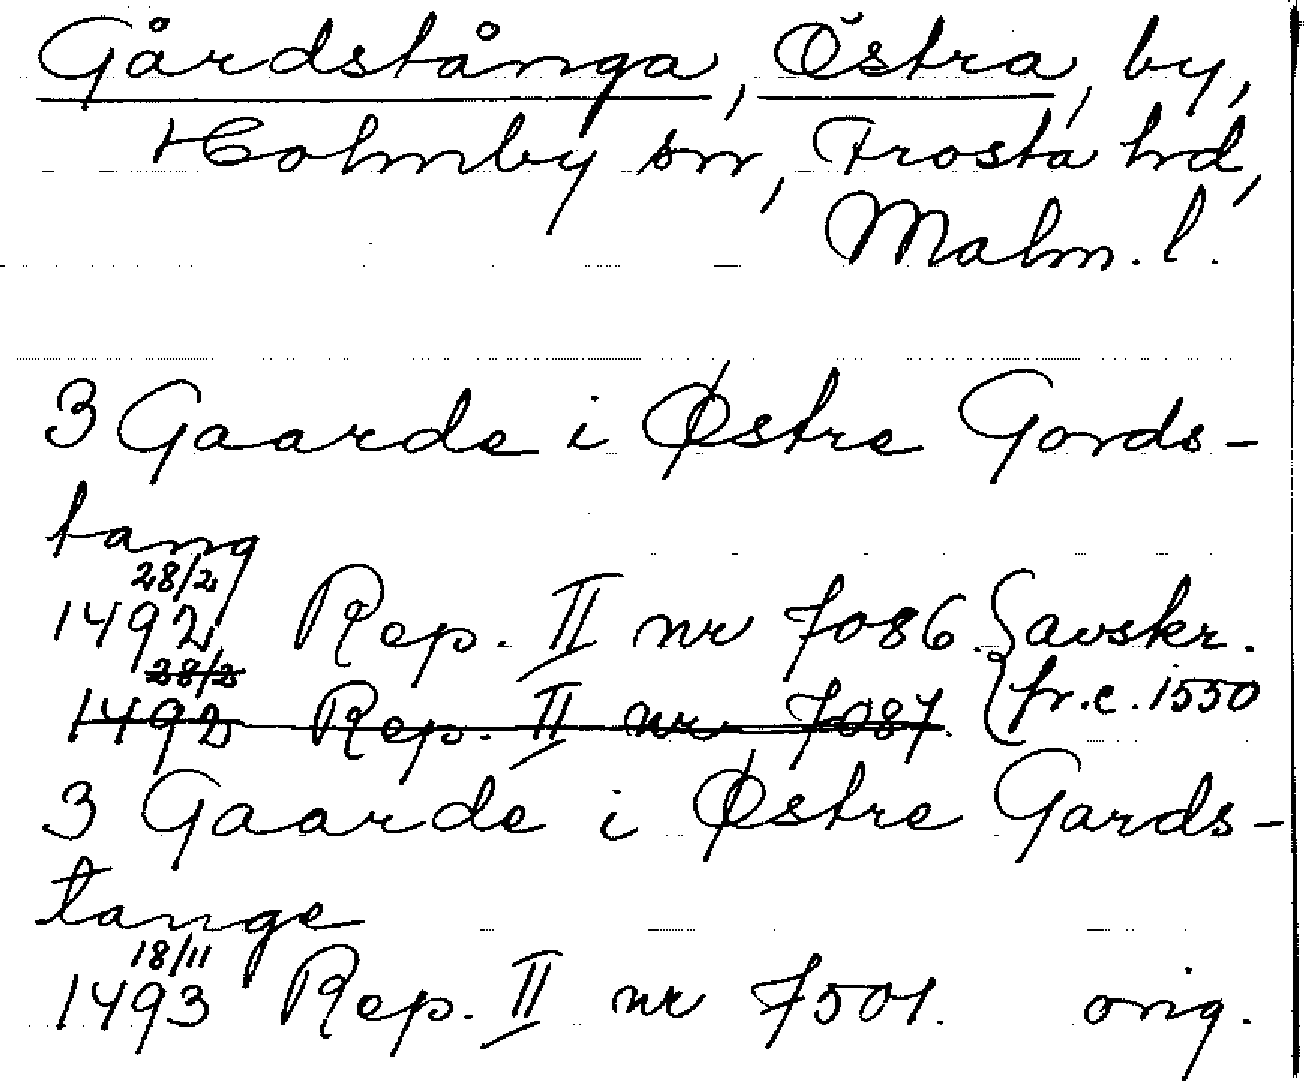 Gårdstånga, Östra, by,
Holmby sn, Frosta hd,
Malm. l.
3 Gaarde i Østre Gords-
tang
28/2
1492 Rep. II nr 7086. {avskr.
28/2 fr. c. 1550
1492 Rep. II nr 7087.
3 Gaarde i Østre Gards-
tange
18/11
1493 Rep. II nr 7501. orig.